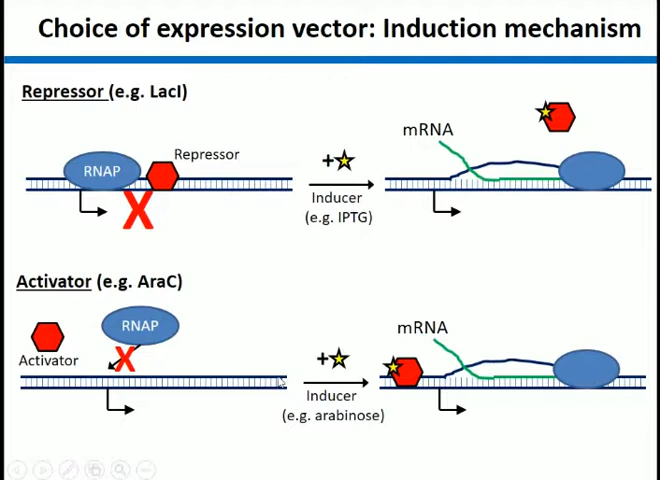 Choice of expression vector: Induction mechanism
Repressor (e.g. LacI)
RNAP
Repressor
+
Inducer
(e.g. IPTG)
mRNA
Activator (e.g. AraC)
Activator
RNAP
+
Inducer
(e.g. arabinose)
mRNA